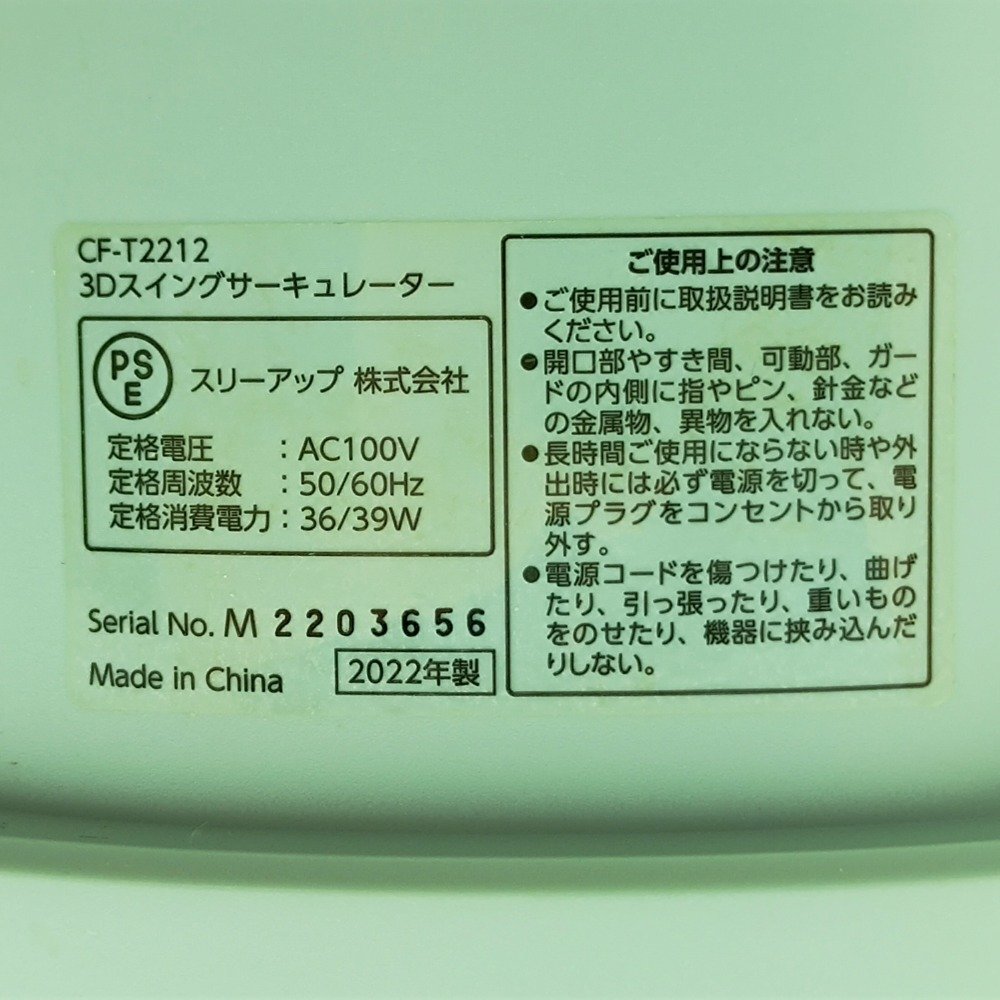 CF-T2212
3Dスイングサーキュレーター
PS
E
スリーアップ 株式会社
定格電圧 : AC100V
定格周波数 : 50/60Hz
定格消費電力 : 36/39W
Serial No. M 2203656
Made in China
2022年製
ご使用上の注意
●ご使用前に取扱説明書をお読み
ください。
●開口部やすき間、可動部、ガー
ドの内側に指やピン、針金など
の金属物、異物を入れない。
●長時間ご使用にならない時や外
出時には必ず電源を切って、電
源プラグをコンセントから取り
外す。
●電源コードを傷つけたり、曲げ
たり、引っ張ったり、重いもの
をのせたり、機器に挟み込んだ
りしない。